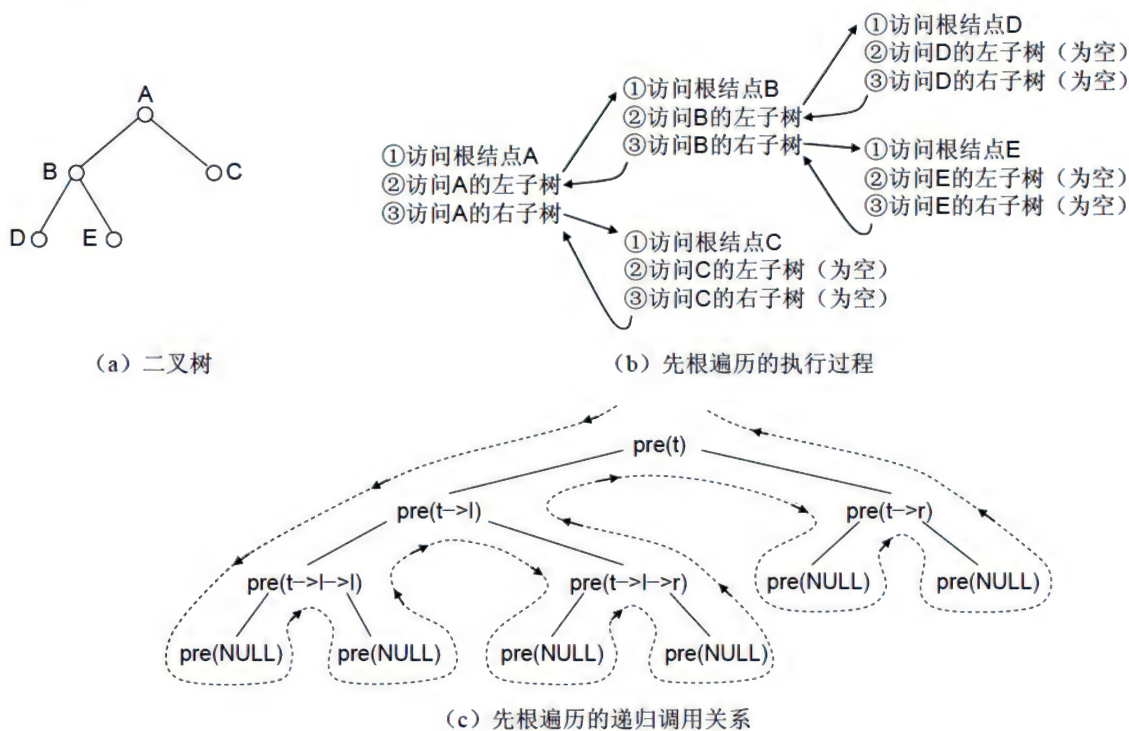 A
B
C
D
E
（a）二叉树
①访问根结点A
②访问A的左子树
③访问A的右子树
①访问根结点B
②访问B的左子树
③访问B的右子树
①访问根结点D
②访问D的左子树（为空）
③访问D的右子树（为空）
①访问根结点E
②访问E的左子树（为空）
③访问E的右子树（为空）
①访问根结点C
②访问C的左子树（为空）
③访问C的右子树（为空）
（b）先根遍历的执行过程
pre(t)
pre(t–>l)
pre(t–>r)
pre(t–>l–>l)
pre(t–>l–>r)
pre(NULL)
pre(NULL)
pre(NULL)
pre(NULL)
pre(NULL)
pre(NULL)
（c）先根遍历的递归调用关系